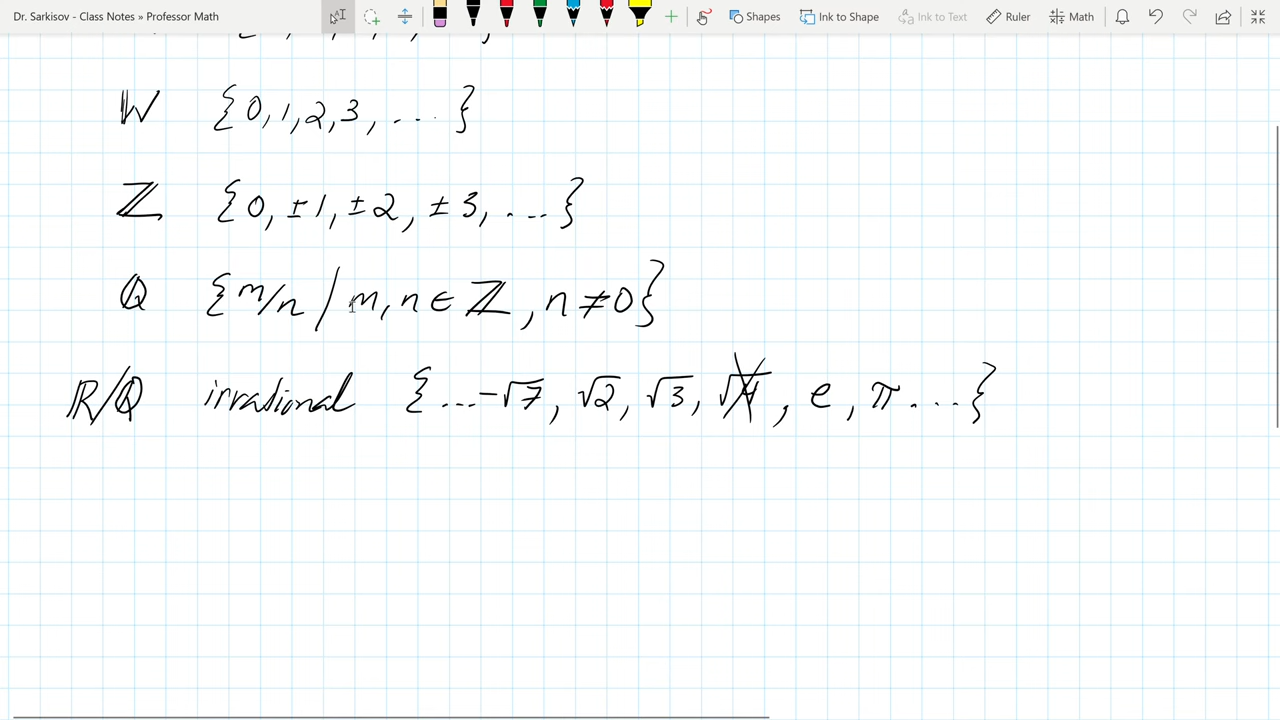 Dr. Sarkisov - Class Notes » Professor Math
Shapes
Ink to Shape
Ink to Text
Ruler
Math
𝕎 {0, 1, 2, 3, ... }
ℤ {0, ±1, ±2, ±3, ...}
ℚ {m/n | m, n ∈ ℤ, n ≠ 0}
ℝ/ℚ irrational {...-√7, √2, √3, √4, e, π...}